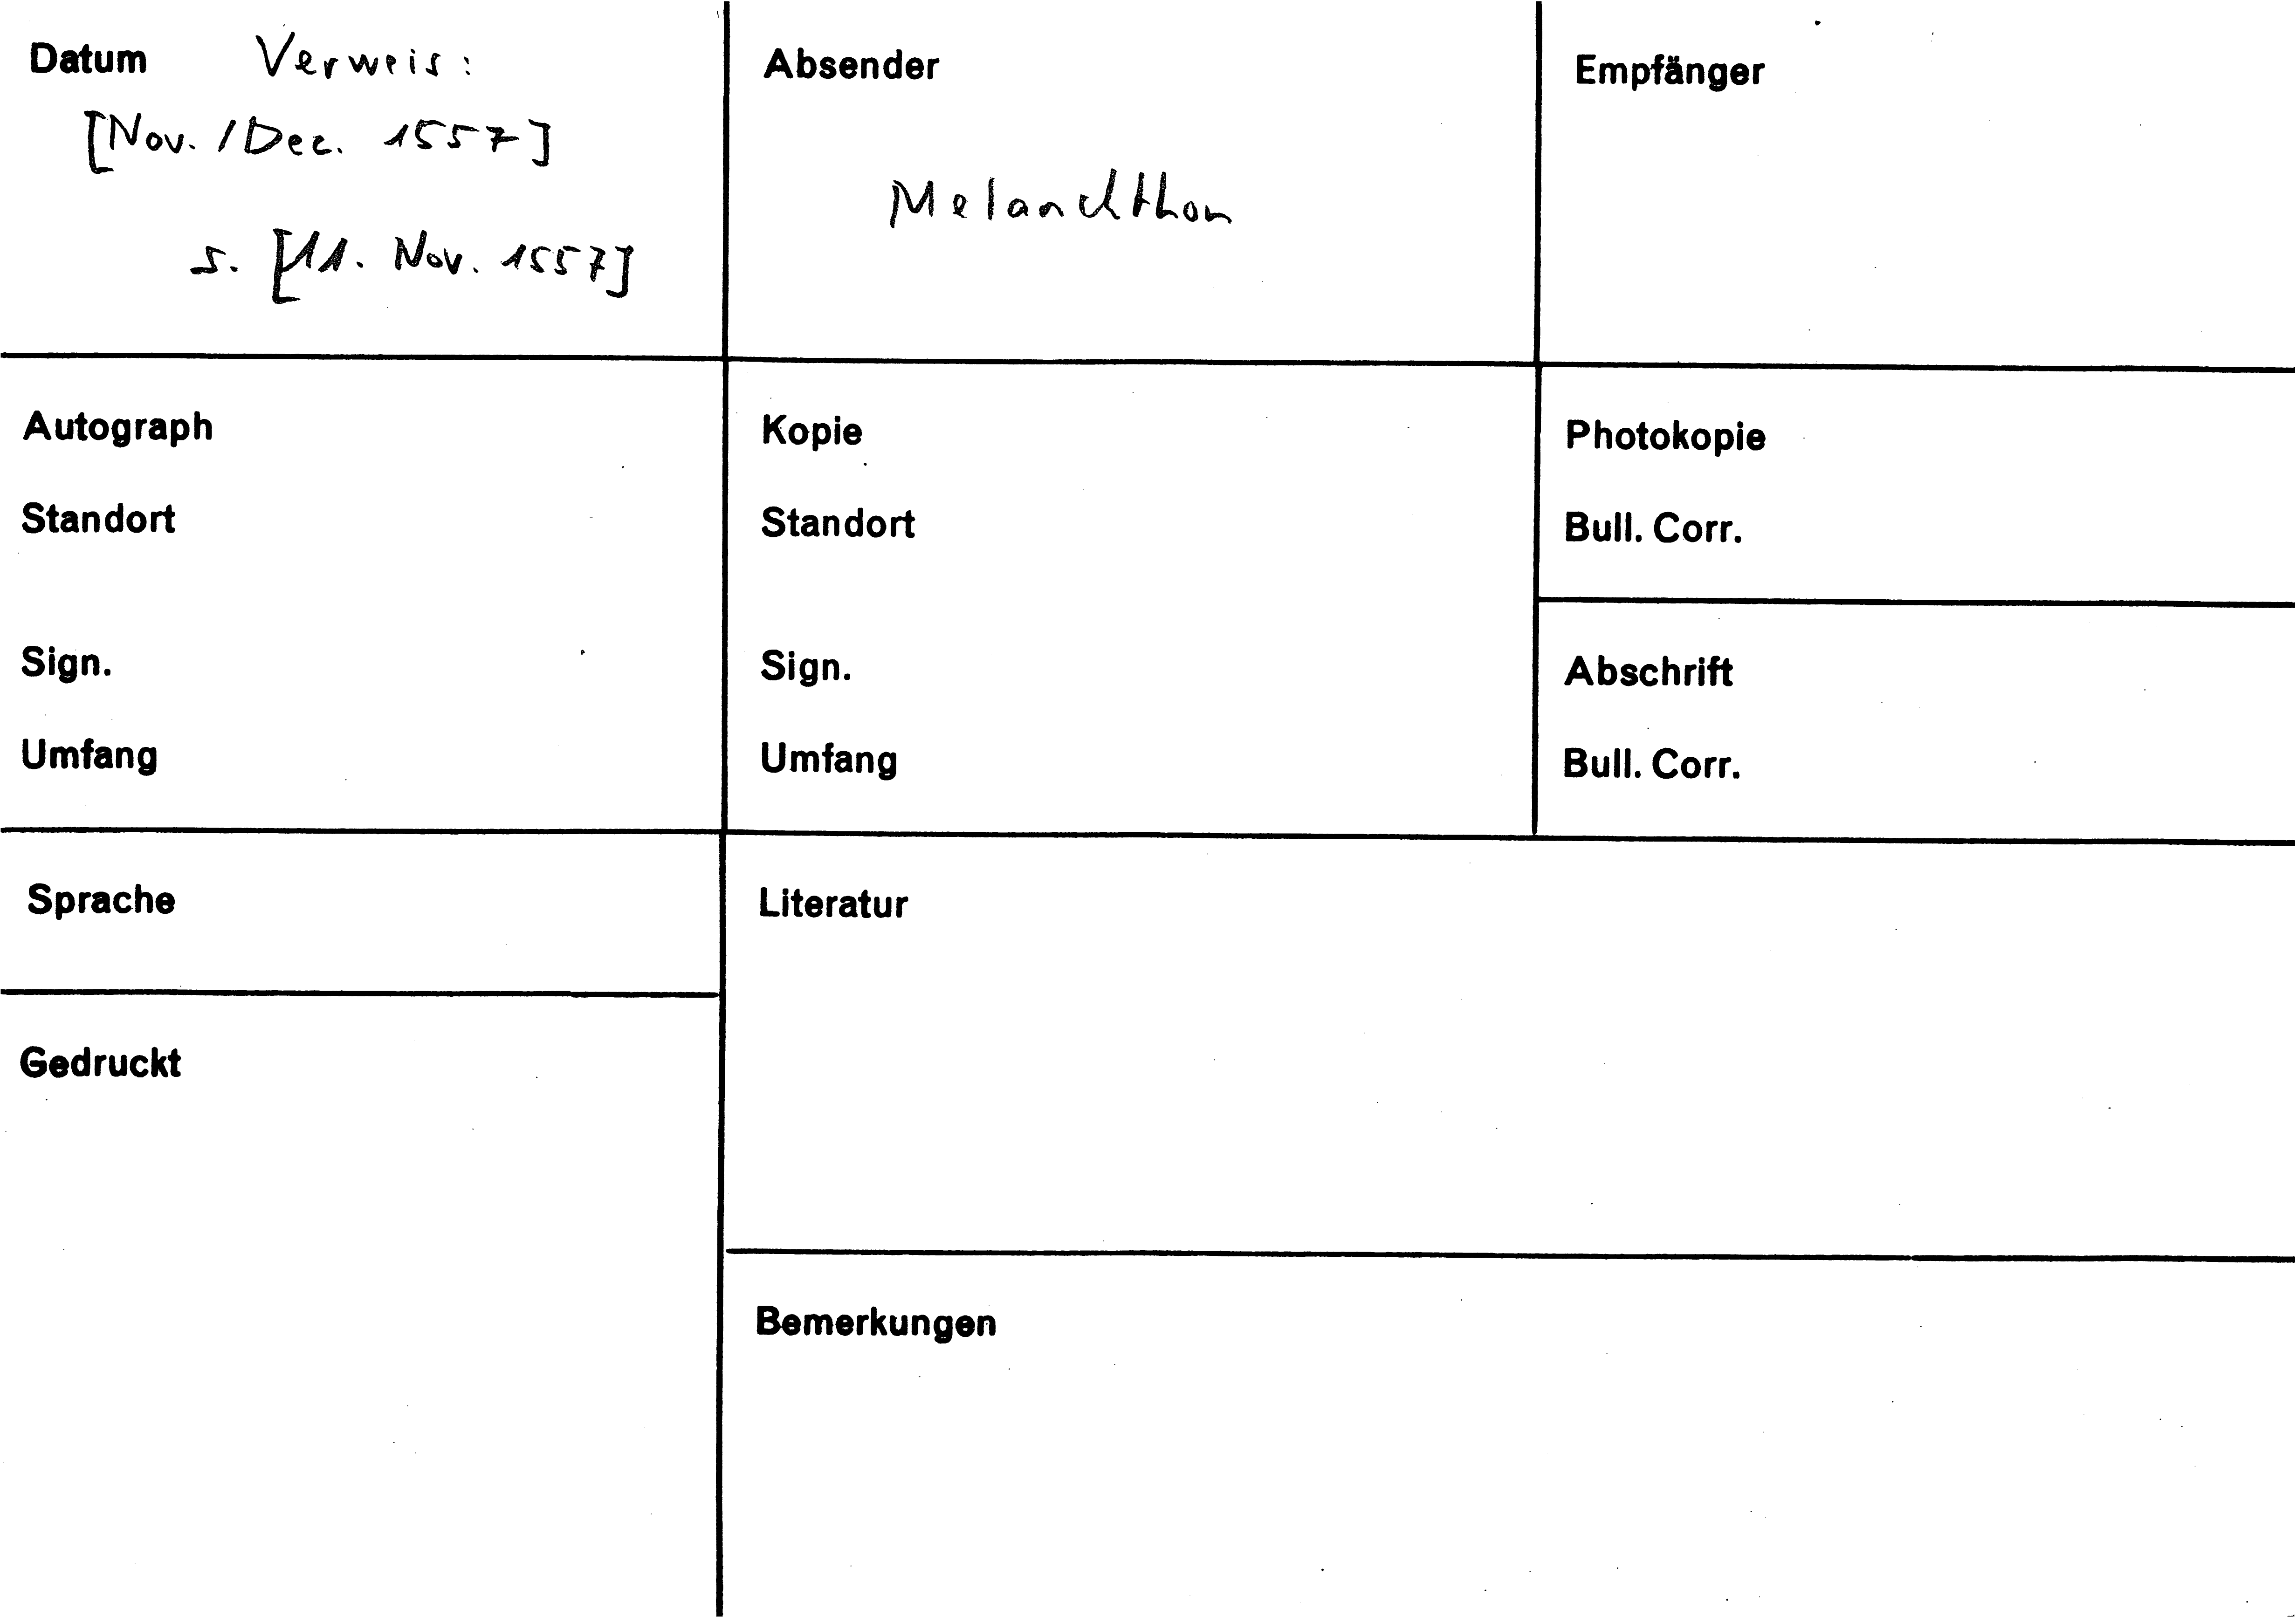 Datum Verweis:
[Nov. / Dec. 1557]
s. [11. Nov. 1557]
Absender
Melanchthon
Empfänger
Autograph
Standort
Sign.
Umfang
Kopie
Standort
Sign.
Umfang
Photokopie
Bull. Corr.
Abschrift
Bull. Corr.
Sprache
Gedruckt
Literatur
Bemerkungen